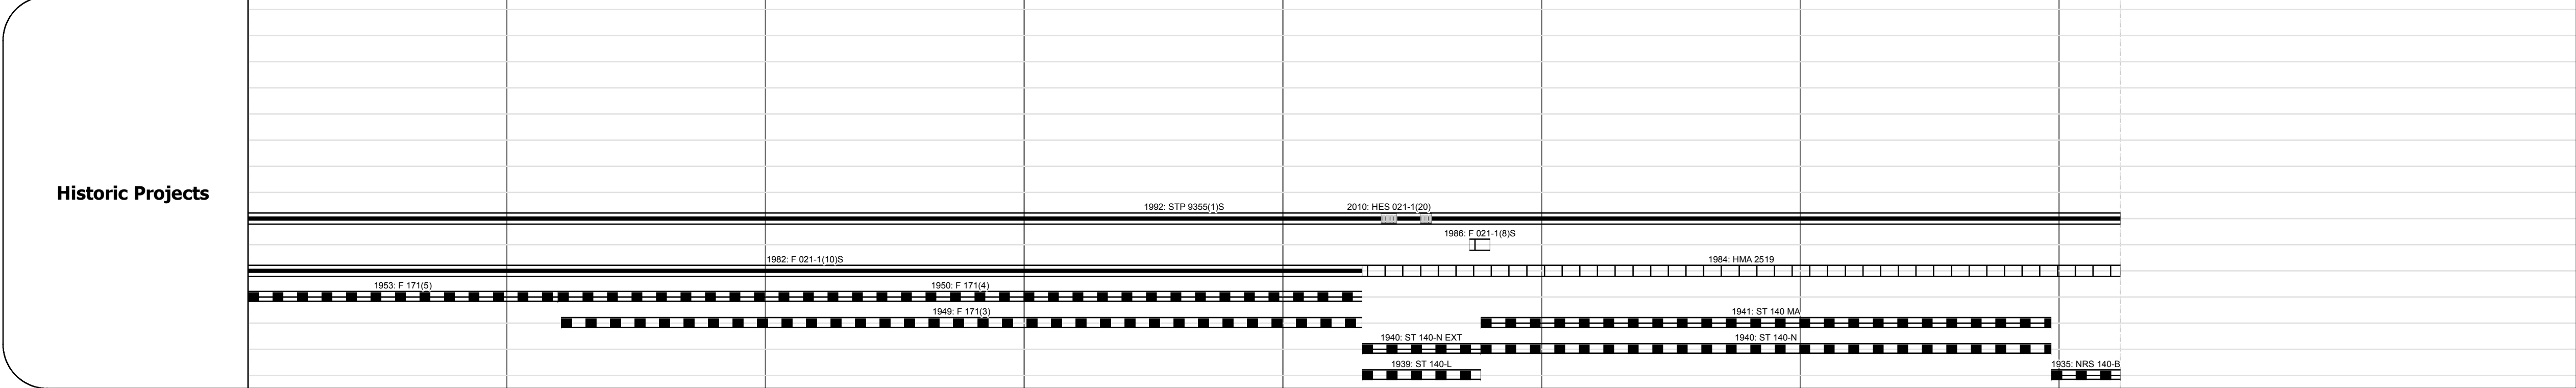 Historic Projects
1992: STP 9355(1)S
2010: HES 021-1(20)
1986: F 021-1(8)S
1982: F 021-1(10)S
1984: HMA 2519
1953: F 171(5)
1950: F 171(4)
1949: F 171(3)
1941: ST 140 MA
1940: ST 140-N EXT
1940: ST 140-N
1939: ST 140-L
1935: NRS 140-B